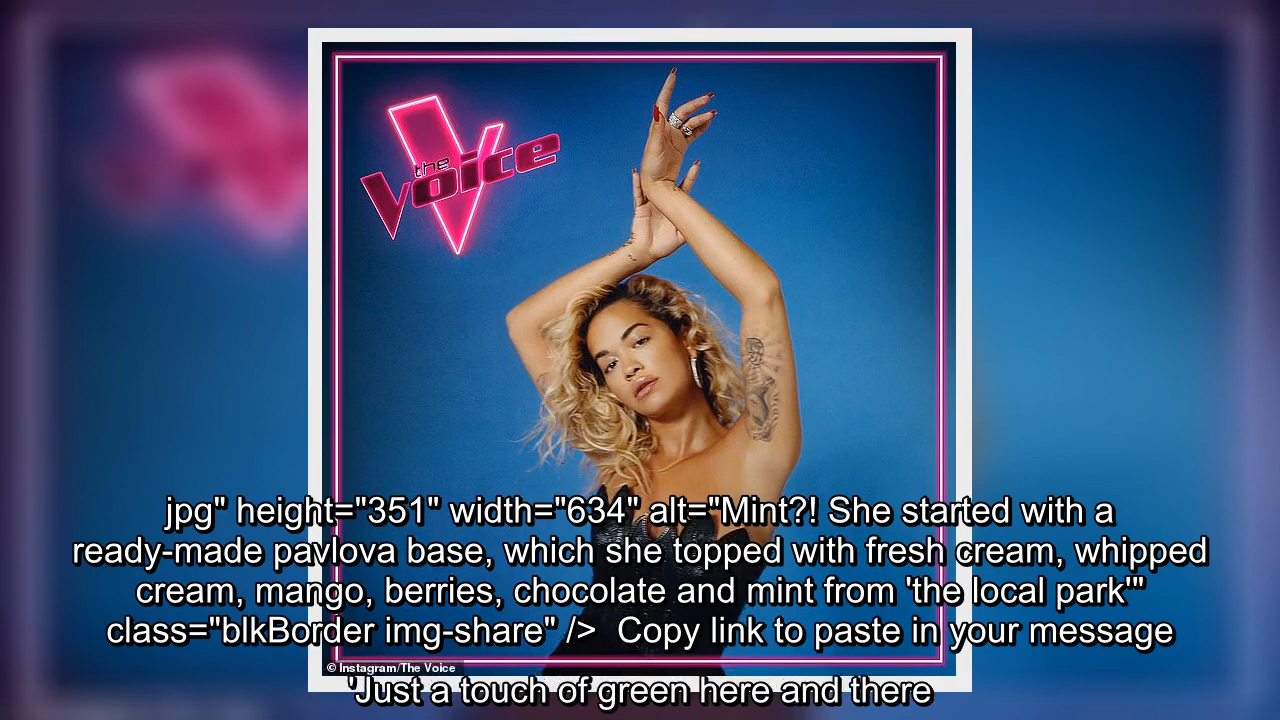 the
Voice
jpg" height="351" width="634" alt="Mint?! She started with a
ready-made pavlova base, which she topped with fresh cream, whipped
cream, mango, berries, chocolate and mint from 'the local park'"
class="blkBorder img-share" />  Copy link to paste in your message
© Instagram/The Voice
'Just a touch of green here and there